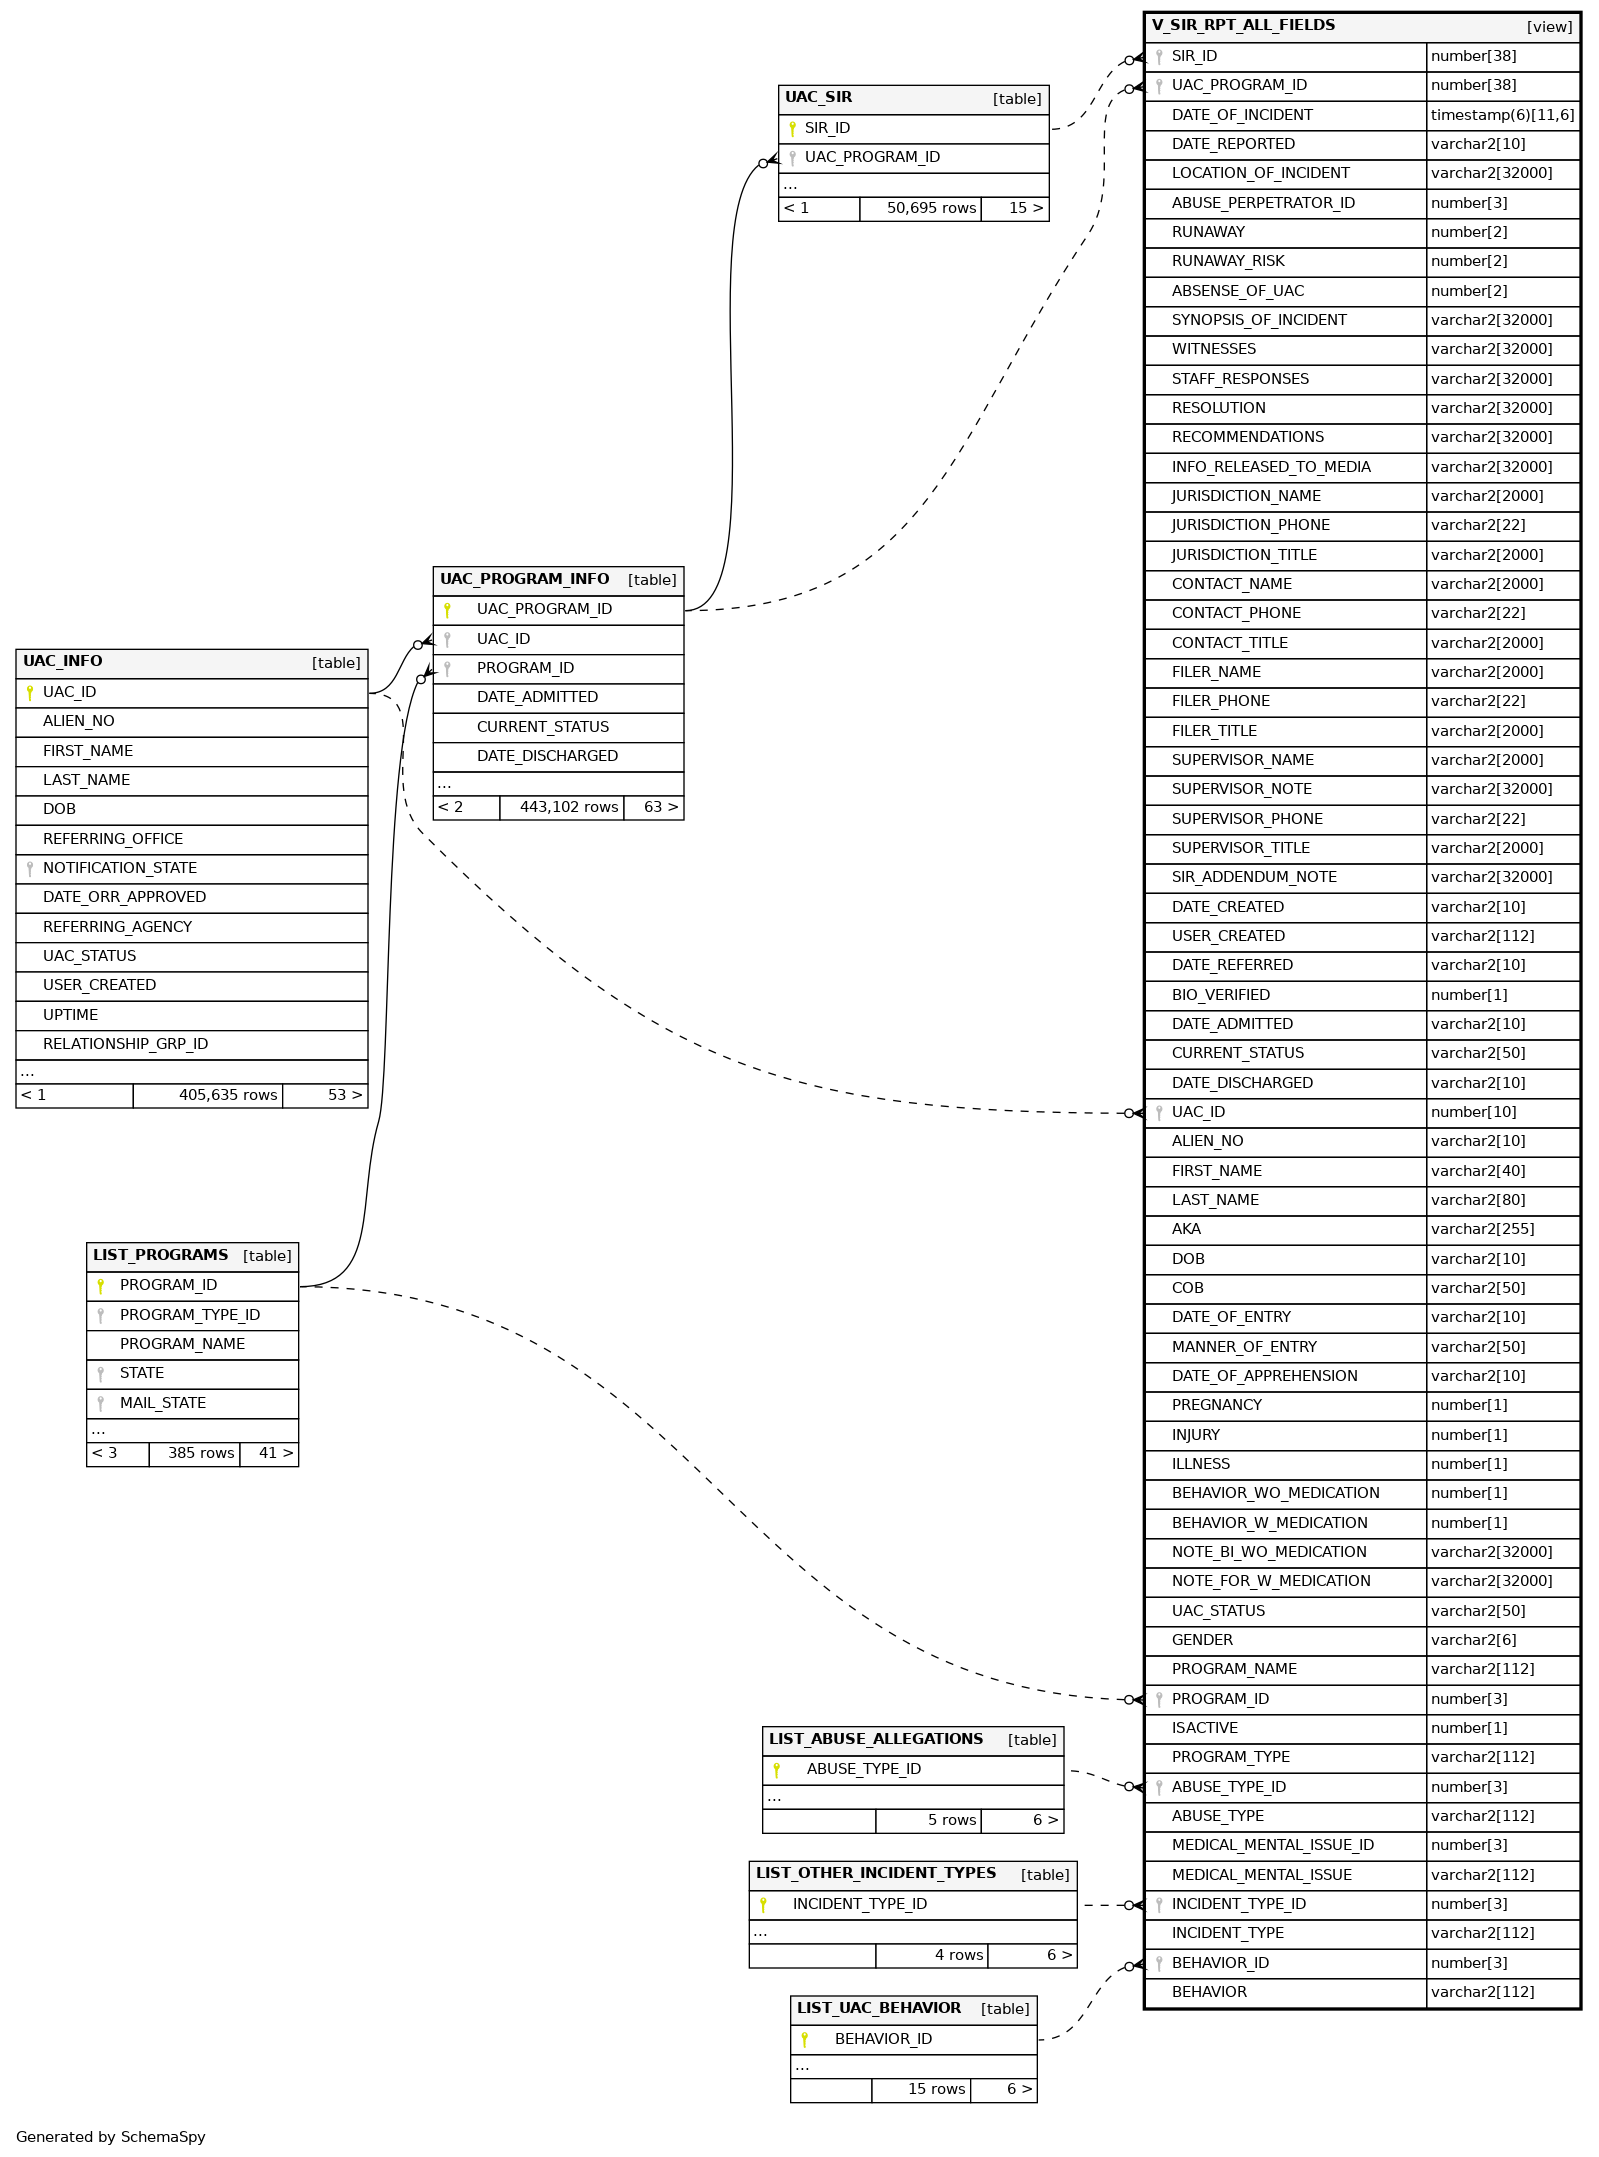 V_SIR_RPT_ALL_FIELDS [view]
SIR_ID number[38]
UAC_PROGRAM_ID number[38]
DATE_OF_INCIDENT timestamp(6)[11,6]
DATE_REPORTED varchar2[10]
LOCATION_OF_INCIDENT varchar2[32000]
ABUSE_PERPETRATOR_ID number[3]
RUNAWAY number[2]
RUNAWAY_RISK number[2]
ABSENSE_OF_UAC number[2]
SYNOPSIS_OF_INCIDENT varchar2[32000]
WITNESSES varchar2[32000]
STAFF_RESPONSES varchar2[32000]
RESOLUTION varchar2[32000]
RECOMMENDATIONS varchar2[32000]
INFO_RELEASED_TO_MEDIA varchar2[32000]
JURISDICTION_NAME varchar2[2000]
JURISDICTION_PHONE varchar2[22]
JURISDICTION_TITLE varchar2[2000]
CONTACT_NAME varchar2[2000]
CONTACT_PHONE varchar2[22]
CONTACT_TITLE varchar2[2000]
FILER_NAME varchar2[2000]
FILER_PHONE varchar2[22]
FILER_TITLE varchar2[2000]
SUPERVISOR_NAME varchar2[2000]
SUPERVISOR_NOTE varchar2[32000]
SUPERVISOR_PHONE varchar2[22]
SUPERVISOR_TITLE varchar2[2000]
SIR_ADDENDUM_NOTE varchar2[32000]
DATE_CREATED varchar2[10]
USER_CREATED varchar2[112]
DATE_REFERRED varchar2[10]
BIO_VERIFIED number[1]
DATE_ADMITTED varchar2[10]
CURRENT_STATUS varchar2[50]
DATE_DISCHARGED varchar2[10]
UAC_ID number[10]
ALIEN_NO varchar2[10]
FIRST_NAME varchar2[40]
LAST_NAME varchar2[80]
AKA varchar2[255]
DOB varchar2[10]
COB varchar2[50]
DATE_OF_ENTRY varchar2[10]
MANNER_OF_ENTRY varchar2[50]
DATE_OF_APPREHENSION varchar2[10]
PREGNANCY number[1]
INJURY number[1]
ILLNESS number[1]
BEHAVIOR_WO_MEDICATION number[1]
BEHAVIOR_W_MEDICATION number[1]
NOTE_BI_WO_MEDICATION varchar2[32000]
NOTE_FOR_W_MEDICATION varchar2[32000]
UAC_STATUS varchar2[50]
GENDER varchar2[6]
PROGRAM_NAME varchar2[112]
PROGRAM_ID number[3]
ISACTIVE number[1]
PROGRAM_TYPE varchar2[112]
ABUSE_TYPE_ID number[3]
ABUSE_TYPE varchar2[112]
MEDICAL_MENTAL_ISSUE_ID number[3]
MEDICAL_MENTAL_ISSUE varchar2[112]
INCIDENT_TYPE_ID number[3]
INCIDENT_TYPE varchar2[112]
BEHAVIOR_ID number[3]
BEHAVIOR varchar2[112]
UAC_SIR [table]
SIR_ID
UAC_PROGRAM_ID
...
< 1 50,695 rows 15 >
UAC_PROGRAM_INFO [table]
UAC_PROGRAM_ID
UAC_ID
PROGRAM_ID
DATE_ADMITTED
CURRENT_STATUS
DATE_DISCHARGED
...
< 2 443,102 rows 63 >
UAC_INFO [table]
UAC_ID
ALIEN_NO
FIRST_NAME
LAST_NAME
DOB
REFERRING_OFFICE
NOTIFICATION_STATE
DATE_ORR_APPROVED
REFERRING_AGENCY
UAC_STATUS
USER_CREATED
UPTIME
RELATIONSHIP_GRP_ID
...
< 1 405,635 rows 53 >
LIST_PROGRAMS [table]
PROGRAM_ID
PROGRAM_TYPE_ID
PROGRAM_NAME
STATE
MAIL_STATE
...
< 3 385 rows 41 >
LIST_ABUSE_ALLEGATIONS [table]
ABUSE_TYPE_ID
...
5 rows 6 >
LIST_OTHER_INCIDENT_TYPES [table]
INCIDENT_TYPE_ID
...
4 rows 6 >
LIST_UAC_BEHAVIOR [table]
BEHAVIOR_ID
...
15 rows 6 >
Generated by SchemaSpy